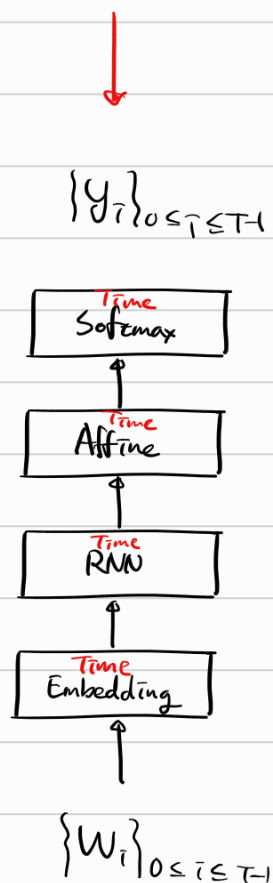 {y_i}_{0≤i≤T-1}
Time
Softmax
Time
Affine
Time
RNN
Time
Embedding
{W_i}_{0≤i≤T-1}